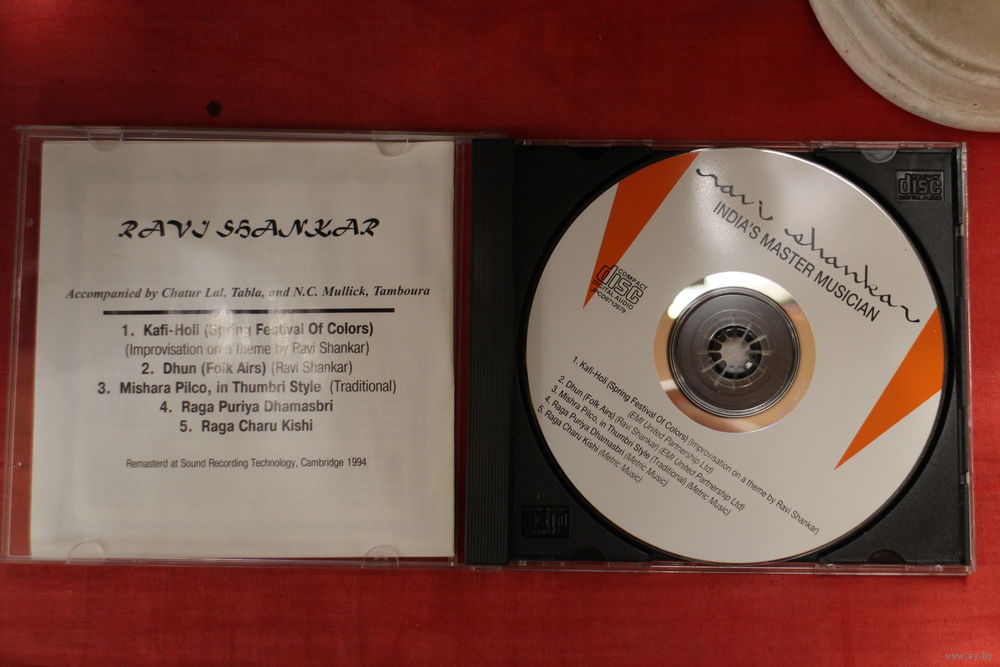 RAVI SHANKAR
Accompanied by Chatur Lal, Tabla, and N.C. Mullick, Tamboura
1. Kafi-Holi (Spring Festival Of Colors)
(Improvisation on a theme by Ravi Shankar)
2. Dhun (Folk Airs) (Ravi Shankar)
3. Mishara Pilco, in Thumbri Style (Traditional)
4. Raga Puriya Dhamasbri
5. Raga Charu Kishi
Remasterd at Sound Recording Technology, Cambridge 1994
ravi shankar
INDIA'S MASTER MUSICIAN
COMPACT
disc
DIGITAL AUDIO
1. Kafi-Holi (Spring Festival Of Colors) (Improvisation on a theme by Ravi Shankar)
(EMI United Partnership Ltd)
2. Dhun (Folk Airs) (Ravi Shankar) (EMI United Partnership Ltd)
3. Mishra Pilco, in Thumbri Style (Traditional) (Metric Music)
4. Raga Puriya Dhamasbri (Metric Music)
5. Raga Charu Kishi (Metric Music)
COMPACT
disc
DIGITAL AUDIO
www.ay.by